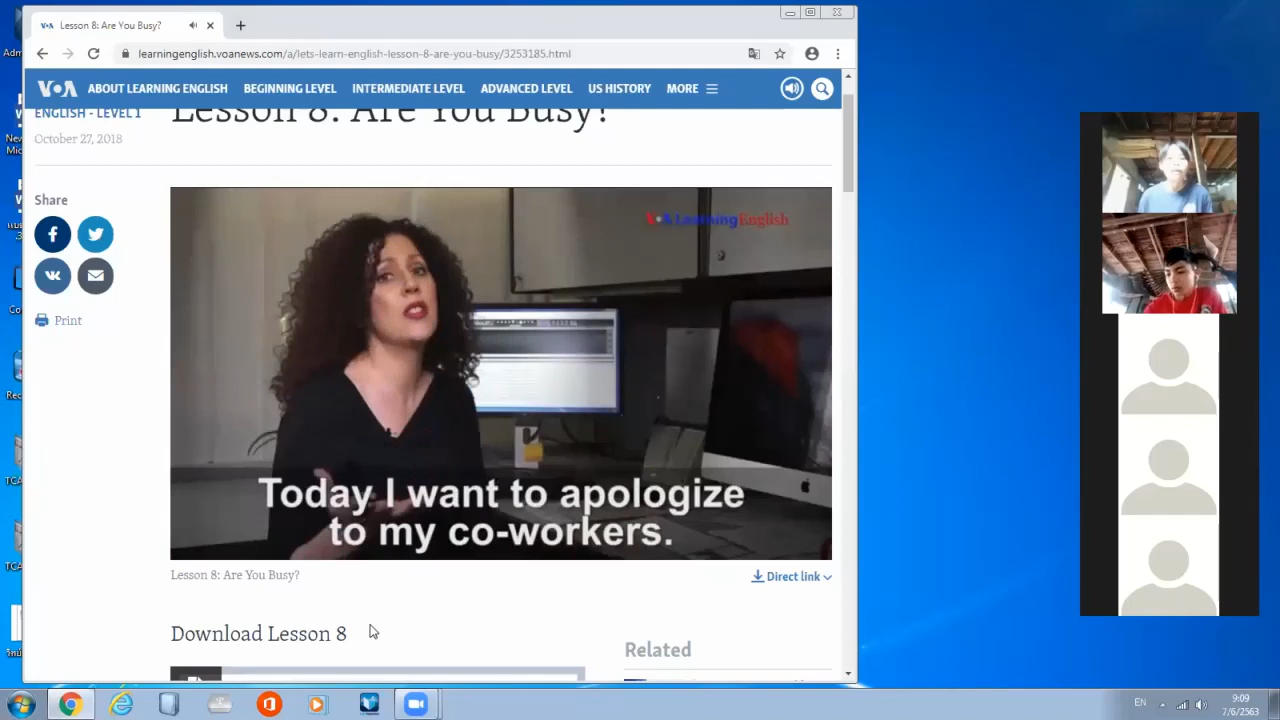 Lesson 8: Are You Busy?
learningenglish.voanews.com/a/lets-learn-english-lesson-8-are-you-busy/3253185.html
VOA ABOUT LEARNING ENGLISH BEGINNING LEVEL INTERMEDIATE LEVEL ADVANCED LEVEL US HISTORY MORE
ENGLISH - LEVEL 1
Lesson 8: Are You Busy?
October 27, 2018
Share
Print
VOA Learning English
Today I want to apologize
to my co-workers.
Lesson 8: Are You Busy?
Direct link
Download Lesson 8
Related
EN
9:09
7/6/2563